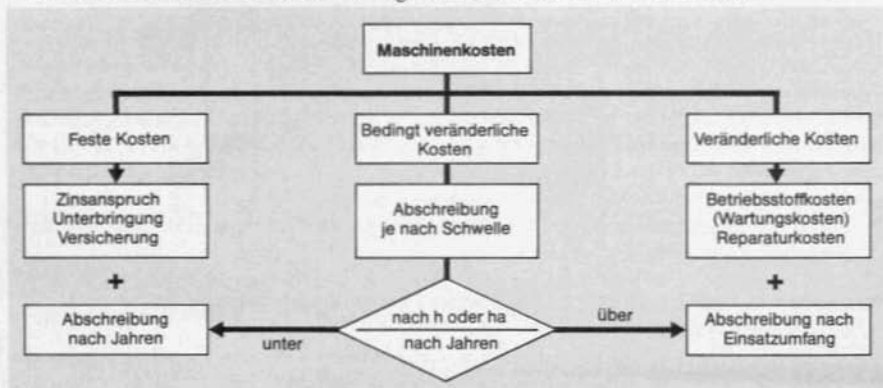 Maschinenkosten
Feste Kosten
Bedingt veränderliche
Kosten
Veränderliche Kosten
Zinsanspruch
Unterbringung
Versicherung
Abschreibung
je nach Schwelle
Betriebsstoffkosten
(Wartungskosten)
Reparaturkosten
+
+
Abschreibung
nach Jahren
unter
nach h oder ha
nach Jahren
über
Abschreibung nach
Einsatzumfang